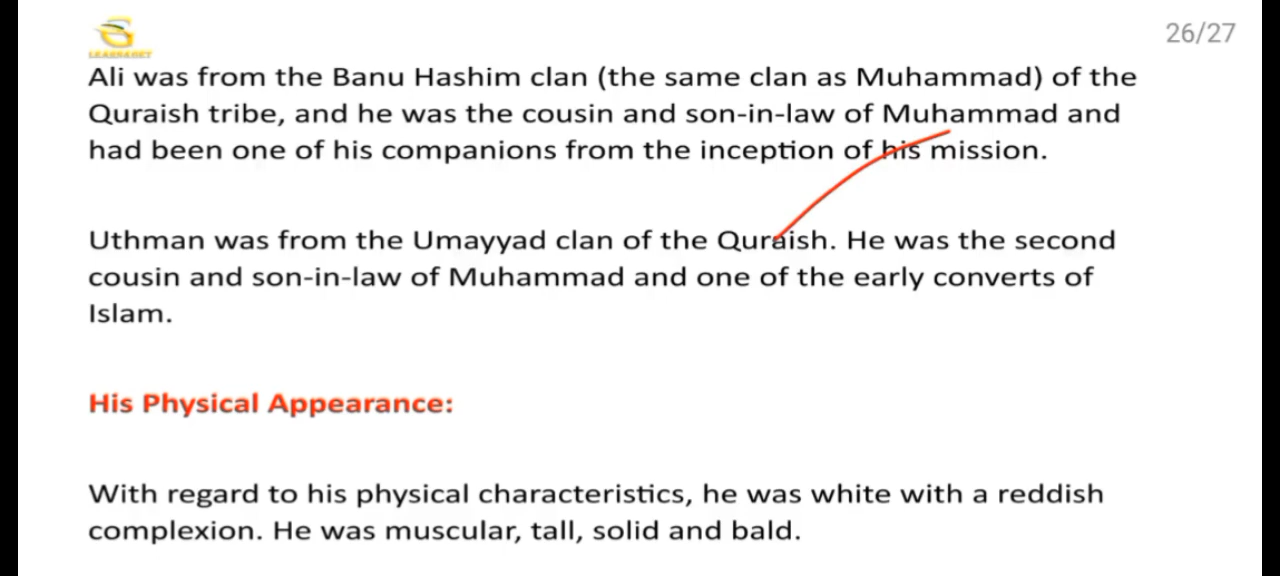 26/27
LEARN4GET
Ali was from the Banu Hashim clan (the same clan as Muhammad) of the
Quraish tribe, and he was the cousin and son-in-law of Muhammad and
had been one of his companions from the inception of his mission.
Uthman was from the Umayyad clan of the Quraish. He was the second
cousin and son-in-law of Muhammad and one of the early converts of
Islam.
His Physical Appearance:
With regard to his physical characteristics, he was white with a reddish
complexion. He was muscular, tall, solid and bald.